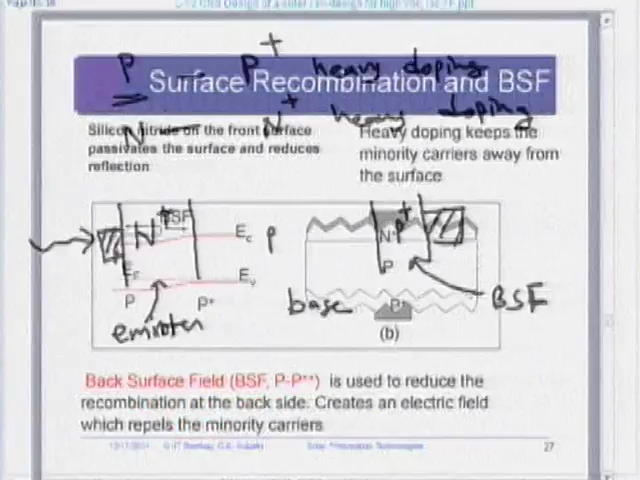 P — P+ heavy doping
Surface Recombination and BSF
N — N+ heavy doping
Silicon nitride on the front surface
passivates the surface and reduces
reflection
Heavy doping keeps the
minority carriers away from
the surface
BSF
N+
Ec
P
N+
P+
EF
Ev
P
P
P+
emitter
base
P+
BSF
(b)
Back Surface Field (BSF, P-P++) is used to reduce the
recombination at the back side. Creates an electric field
which repels the minority carriers
27